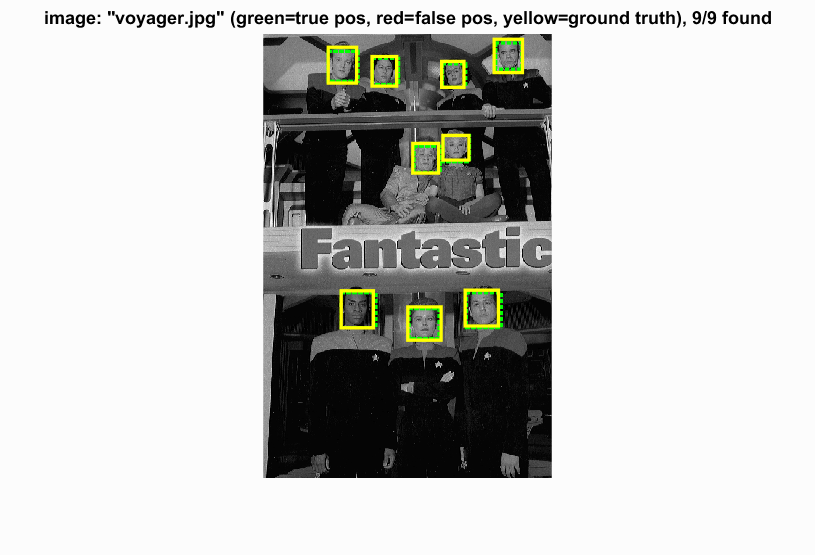 image: "voyager.jpg" (green=true pos, red=false pos, yellow=ground truth), 9/9 found
Fantastic